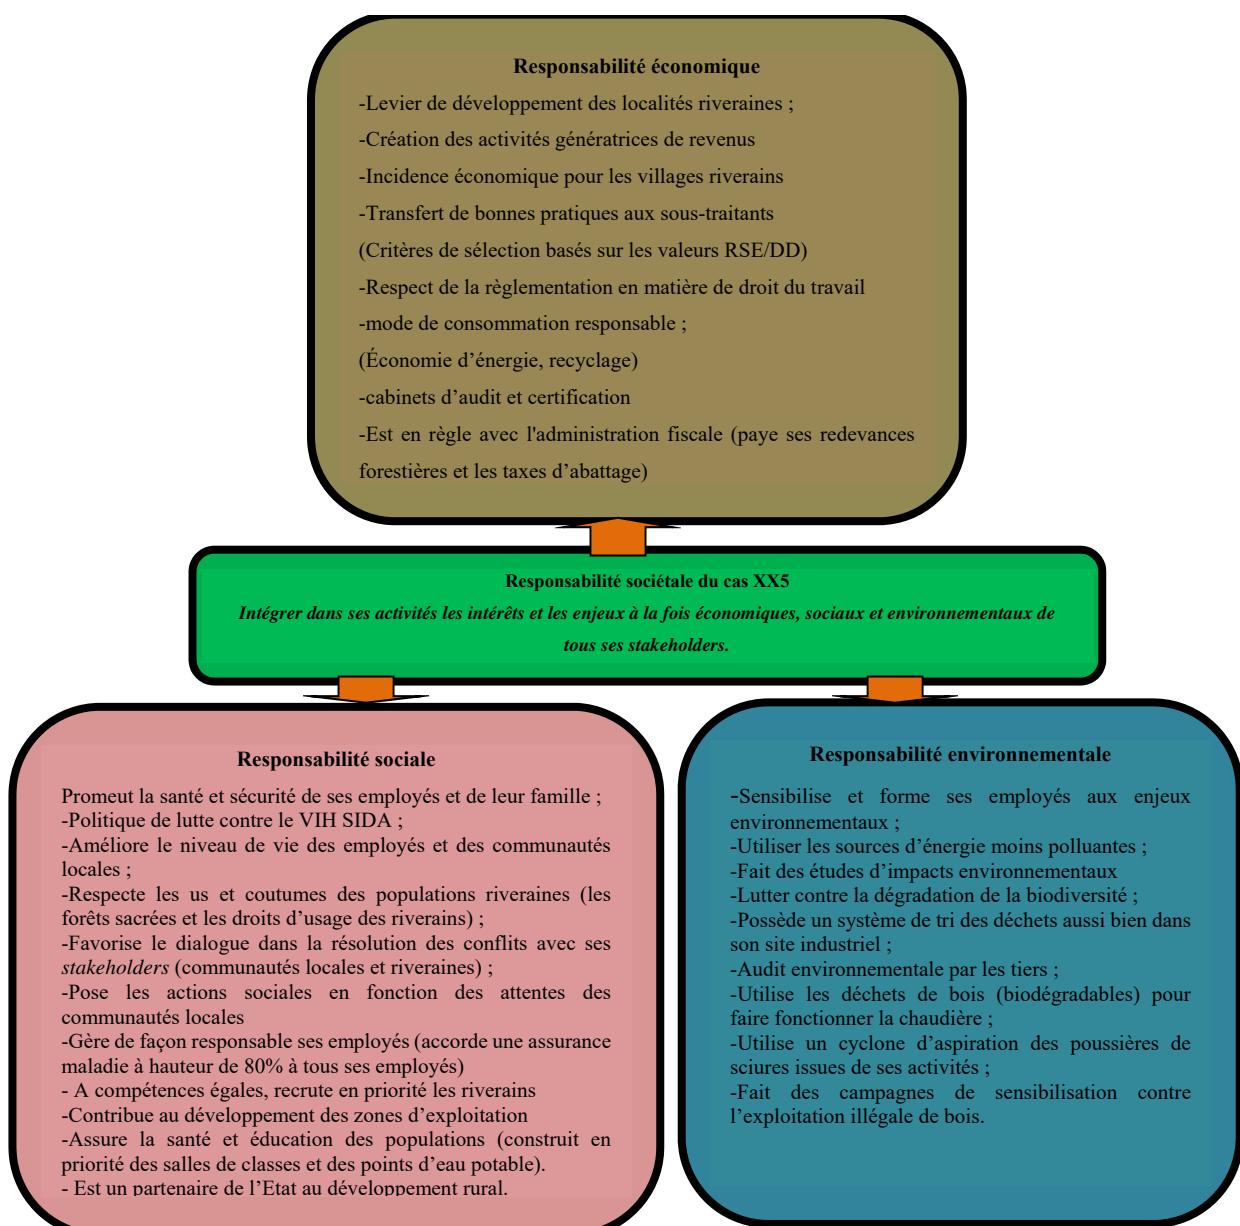 Responsabilité économique
-Levier de développement des localités riveraines ;
-Création des activités génératrices de revenus
-Incidence économique pour les villages riverains
-Transfert de bonnes pratiques aux sous-traitants
(Critères de sélection basés sur les valeurs RSE/DD)
-Respect de la règlementation en matière de droit du travail
-mode de consommation responsable ;
(Économie d’énergie, recyclage)
-cabinets d’audit et certification
-Est en règle avec l'administration fiscale (paye ses redevances
forestières et les taxes d’abattage)
Responsabilité sociétale du cas XX5
Intégrer dans ses activités les intérêts et les enjeux à la fois économiques, sociaux et environnementaux de
tous ses stakeholders.
Responsabilité sociale
Promeut la santé et sécurité de ses employés et de leur famille ;
-Politique de lutte contre le VIH SIDA ;
-Améliore le niveau de vie des employés et des communautés
locales ;
-Respecte les us et coutumes des populations riveraines (les
forêts sacrées et les droits d’usage des riverains) ;
-Favorise le dialogue dans la résolution des conflits avec ses
stakeholders (communautés locales et riveraines) ;
-Pose les actions sociales en fonction des attentes des
communautés locales
-Gère de façon responsable ses employés (accorde une assurance
maladie à hauteur de 80% à tous ses employés)
- A compétences égales, recrute en priorité les riverains
-Contribue au développement des zones d’exploitation
-Assure la santé et éducation des populations (construit en
priorité des salles de classes et des points d’eau potable).
- Est un partenaire de l’Etat au développement rural.
Responsabilité environnementale
-Sensibilise et forme ses employés aux enjeux
environnementaux ;
-Utiliser les sources d’énergie moins polluantes ;
-Fait des études d’impacts environnementaux
-Lutter contre la dégradation de la biodiversité ;
-Possède un système de tri des déchets aussi bien dans
son site industriel ;
-Audit environnementale par les tiers ;
-Utilise les déchets de bois (biodégradables) pour
faire fonctionner la chaudière ;
-Utilise un cyclone d’aspiration des poussières de
sciures issues de ses activités ;
-Fait des campagnes de sensibilisation contre
l’exploitation illégale de bois.